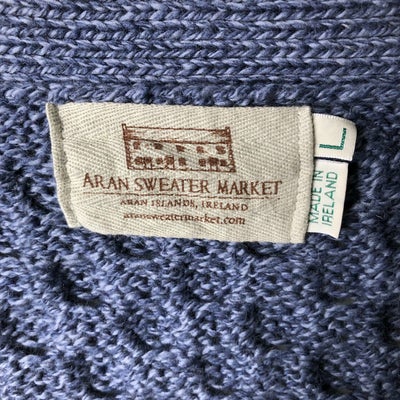 ARAN SWEATER MARKET
ARAN ISLANDS, IRELAND
aransweatermarket.com
L
MADE IN
IRELAND